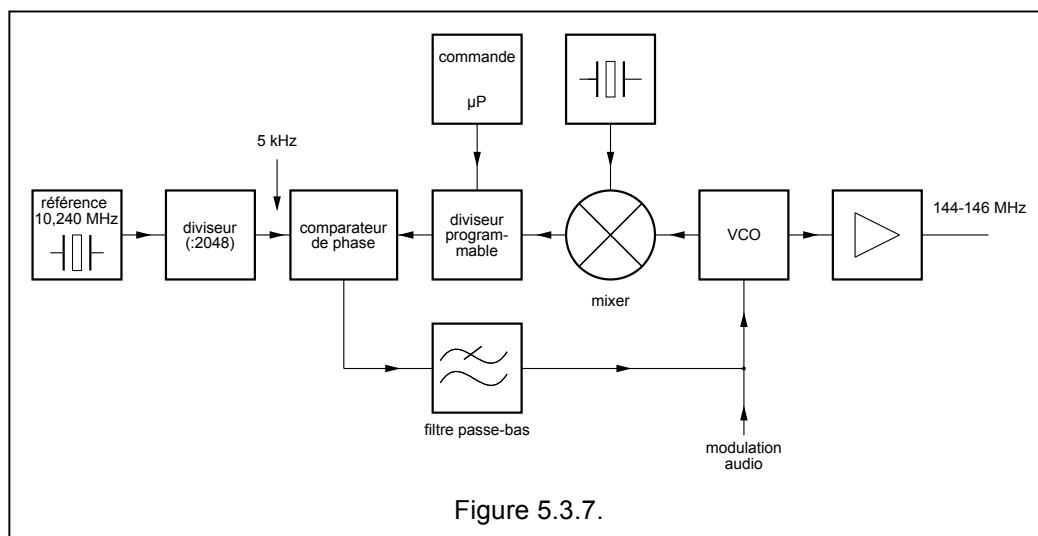 commande
µP
5 kHz
référence
10,240 MHz
diviseur
(:2048)
comparateur
de phase
diviseur
program-
mable
mixer
VCO
144-146 MHz
filtre passe-bas
modulation
audio
Figure 5.3.7.